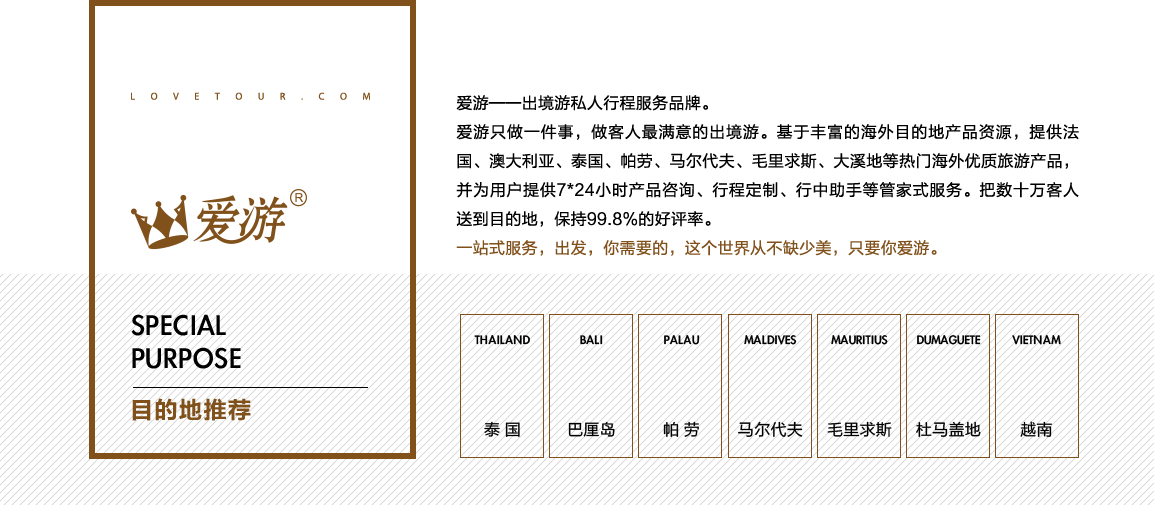 LOVETOUR.COM
爱游®
SPECIAL
PURPOSE
目的地推荐
爱游——出境游私人行程服务品牌。
爱游只做一件事，做客人最满意的出境游。基于丰富的海外目的地产品资源，提供法
国、澳大利亚、泰国、帕劳、马尔代夫、毛里求斯、大溪地等热门海外优质旅游产品，
并为用户提供7*24小时产品咨询、行程定制、行中助手等管家式服务。把数十万客人
送到目的地，保持99.8%的好评率。
一站式服务，出发，你需要的，这个世界从不缺少美，只要你爱游。
THAILAND
泰 国
BALI
巴厘岛
PALAU
帕 劳
MALDIVES
马尔代夫
MAURITIUS
毛里求斯
DUMAGUETE
杜马盖地
VIETNAM
越南